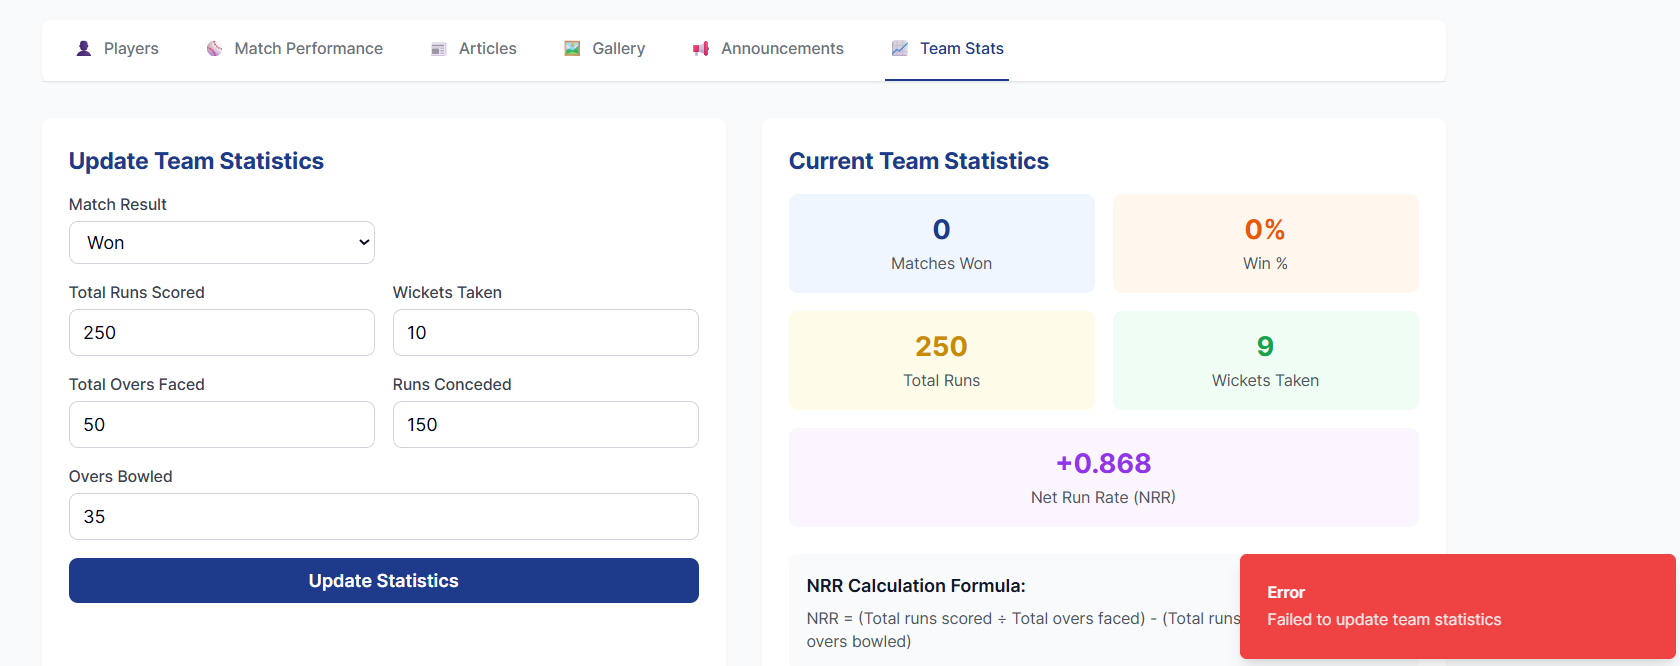 Players
Match Performance
Articles
Gallery
Announcements
Team Stats
Update Team Statistics
Match Result
Won
Total Runs Scored
Wickets Taken
250
10
Total Overs Faced
Runs Conceded
50
150
Overs Bowled
35
Update Statistics
Current Team Statistics
0
Matches Won
0%
Win %
250
Total Runs
9
Wickets Taken
+0.868
Net Run Rate (NRR)
NRR Calculation Formula:
NRR = (Total runs scored ÷ Total overs faced) - (Total runs
overs bowled)
Error
Failed to update team statistics